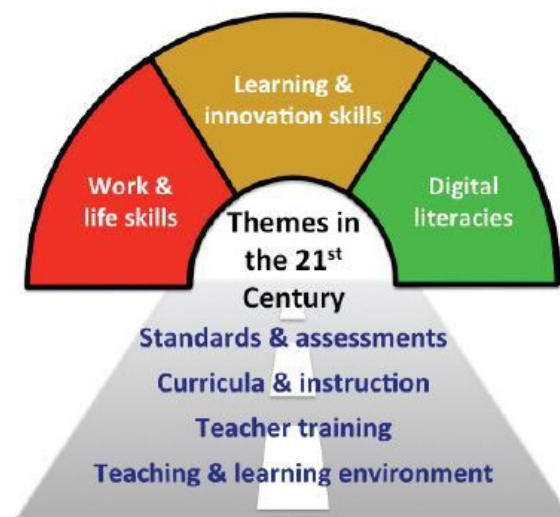 Learning &
innovation skills
Work &
life skills
Digital
literacies
Themes in
the 21st
Century
Standards & assessments
Curricula & instruction
Teacher training
Teaching & learning environment